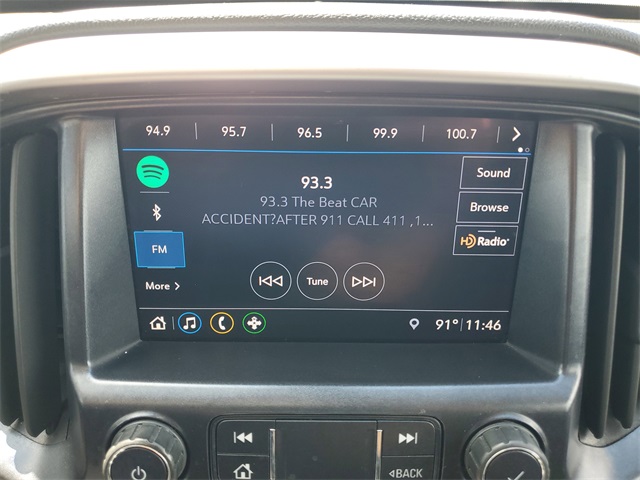 94.9 95.7 96.5 99.9 100.7
93.3
93.3 The Beat CAR
ACCIDENT?AFTER 911 CALL 411 ,1...
Sound
Browse
HD Radio
FM
More
Tune
91° 11:46
BACK